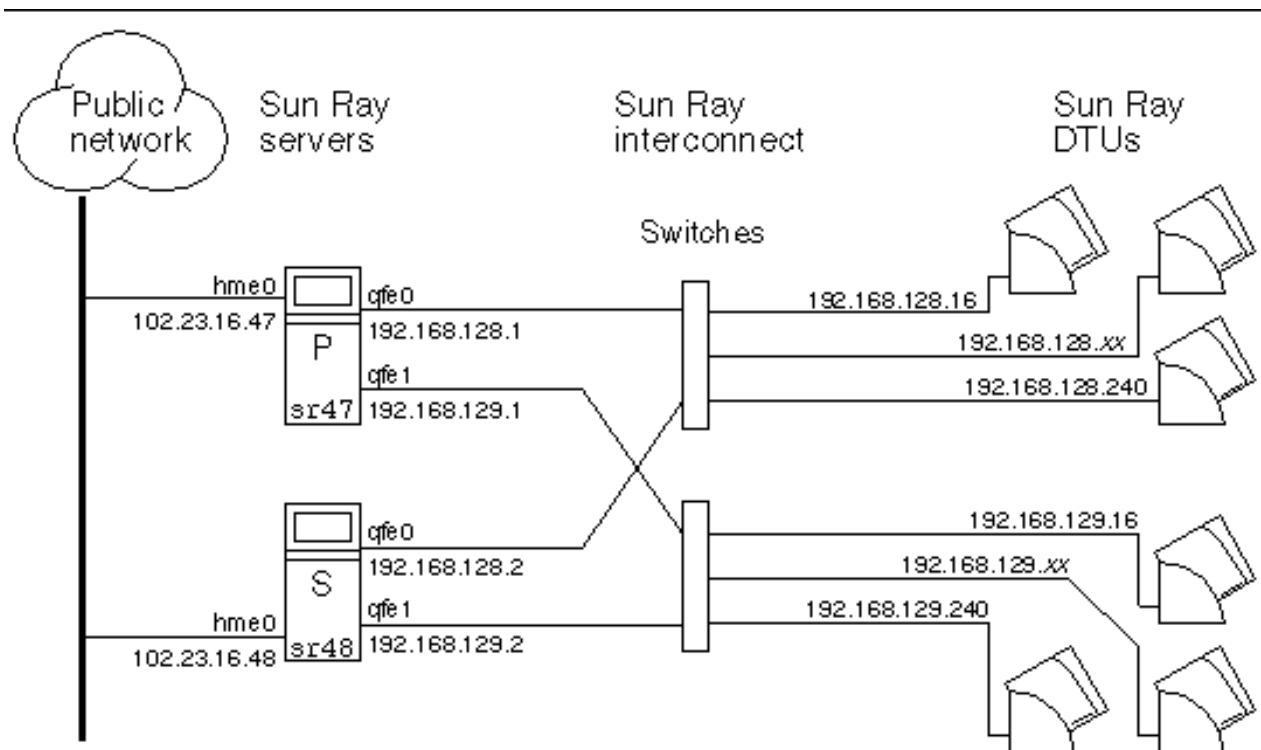 Public
network
Sun Ray
servers
Sun Ray
interconnect
Sun Ray
DTUs
Switches
hme0
102.23.16.47
P
sr47
qfe0
192.168.128.1
qfe1
192.168.129.1
192.168.128.16
192.168.128.xx
192.168.128.240
hme0
102.23.16.48
S
sr48
qfe0
192.168.128.2
qfe1
192.168.129.2
192.168.129.16
192.168.129.xx
192.168.129.240